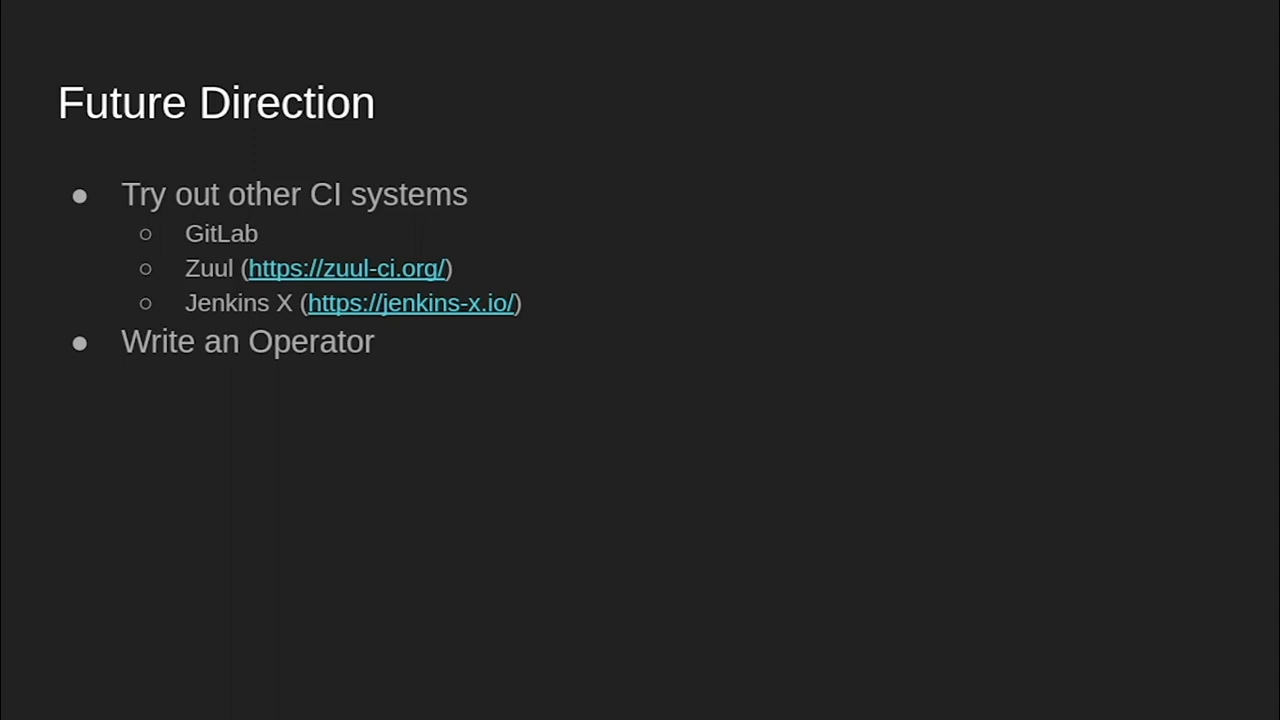 Future Direction
● Try out other CI systems
○ GitLab
○ Zuul (https://zuul-ci.org/)
○ Jenkins X (https://jenkins-x.io/)
● Write an Operator